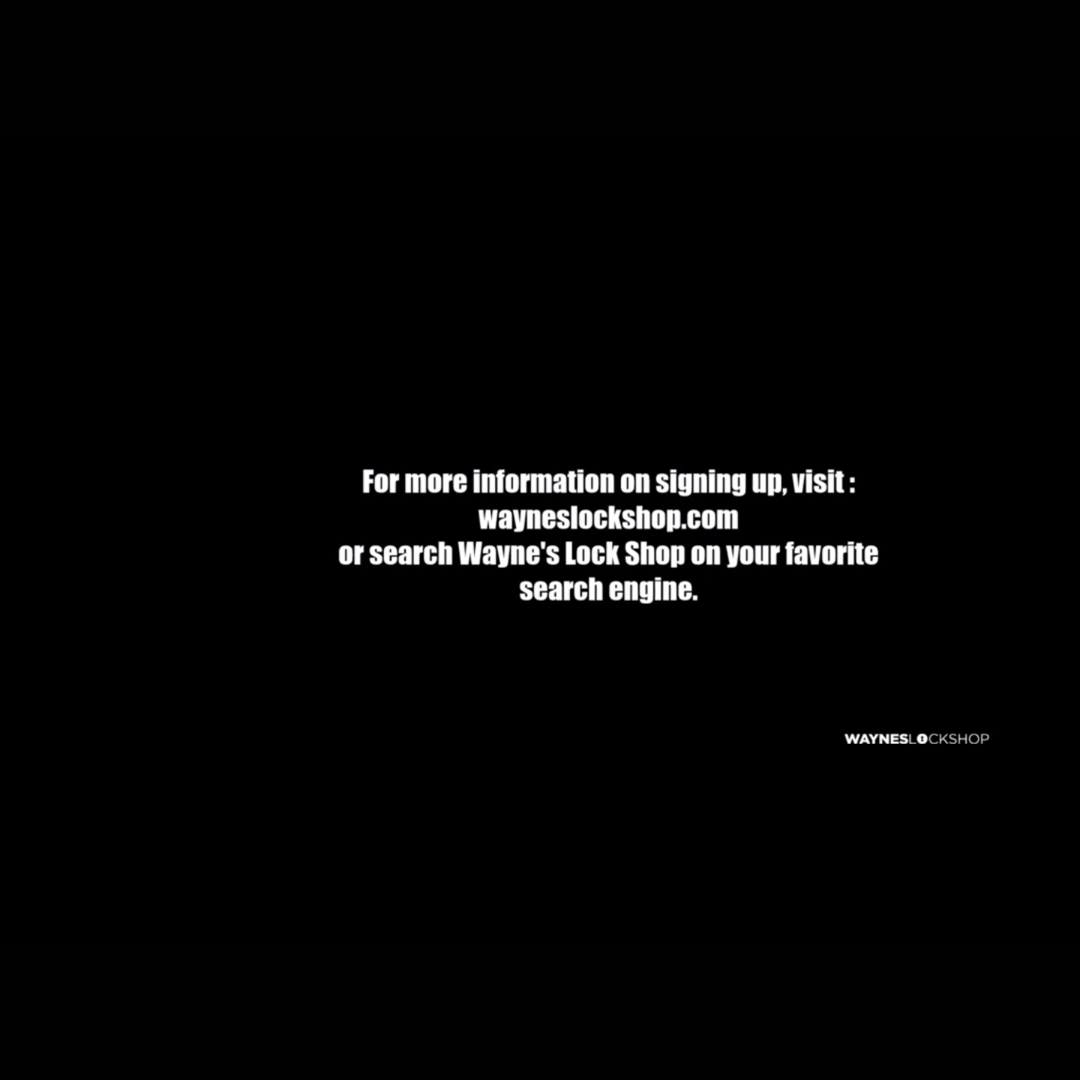 For more information on signing up, visit :
wayneslockshop.com
or search Wayne's Lock Shop on your favorite
search engine.
WAYNESLOCKSHOP